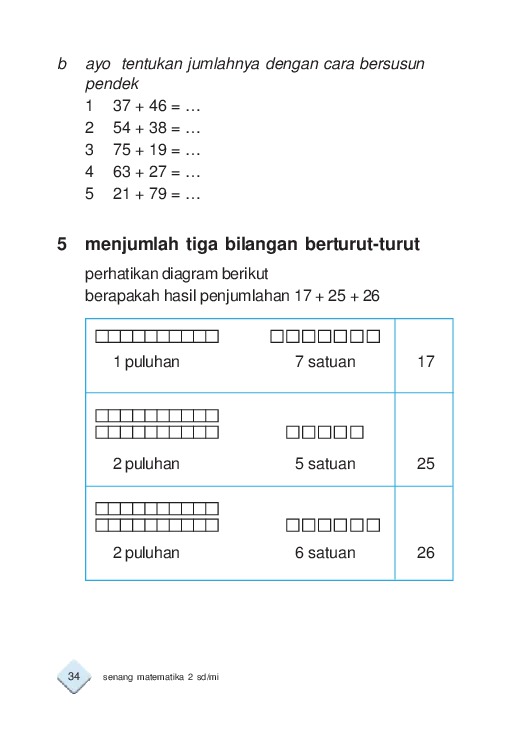 b ayo tentukan jumlahnya dengan cara bersusun
pendek
1 37 + 46 = …
2 54 + 38 = …
3 75 + 19 = …
4 63 + 27 = …
5 21 + 79 = …
5 menjumlah tiga bilangan berturut-turut
perhatikan diagram berikut
berapakah hasil penjumlahan 17 + 25 + 26
1 puluhan 7 satuan 17
2 puluhan 5 satuan 25
2 puluhan 6 satuan 26
34 senang matematika 2 sd/mi